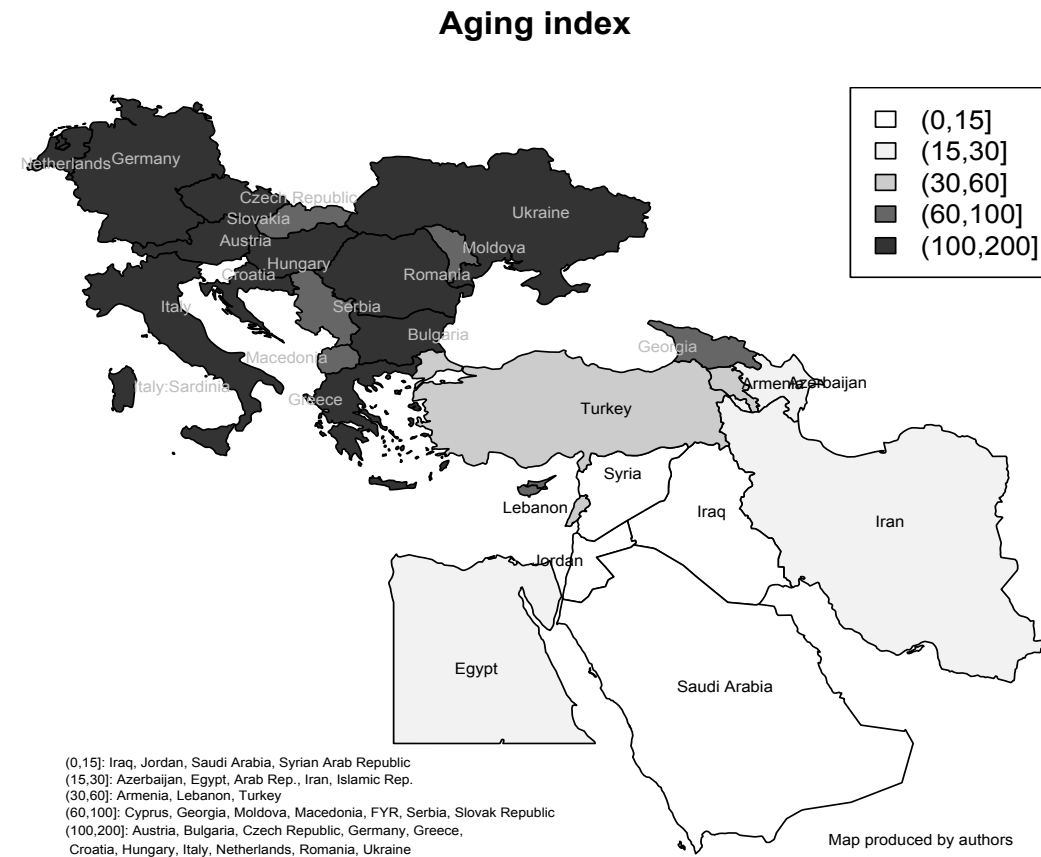 Aging index
(0,15]
(15,30]
(30,60]
(60,100]
(100,200]
Netherlands
Germany
Czech Republic
Slovakia
Ukraine
Austria
Moldova
Hungary
Croatia
Romania
Italy
Serbia
Bulgaria
Georgia
Macedonia
Armenia
Azerbaijan
Italy:Sardinia
Greece
Turkey
Syria
Lebanon
Iraq
Iran
Jordan
Egypt
Saudi Arabia
(0,15]: Iraq, Jordan, Saudi Arabia, Syrian Arab Republic
(15,30]: Azerbaijan, Egypt, Arab Rep., Iran, Islamic Rep.
(30,60]: Armenia, Lebanon, Turkey
(60,100]: Cyprus, Georgia, Moldova, Macedonia, FYR, Serbia, Slovak Republic
(100,200]: Austria, Bulgaria, Czech Republic, Germany, Greece,
Croatia, Hungary, Italy, Netherlands, Romania, Ukraine
Map produced by authors